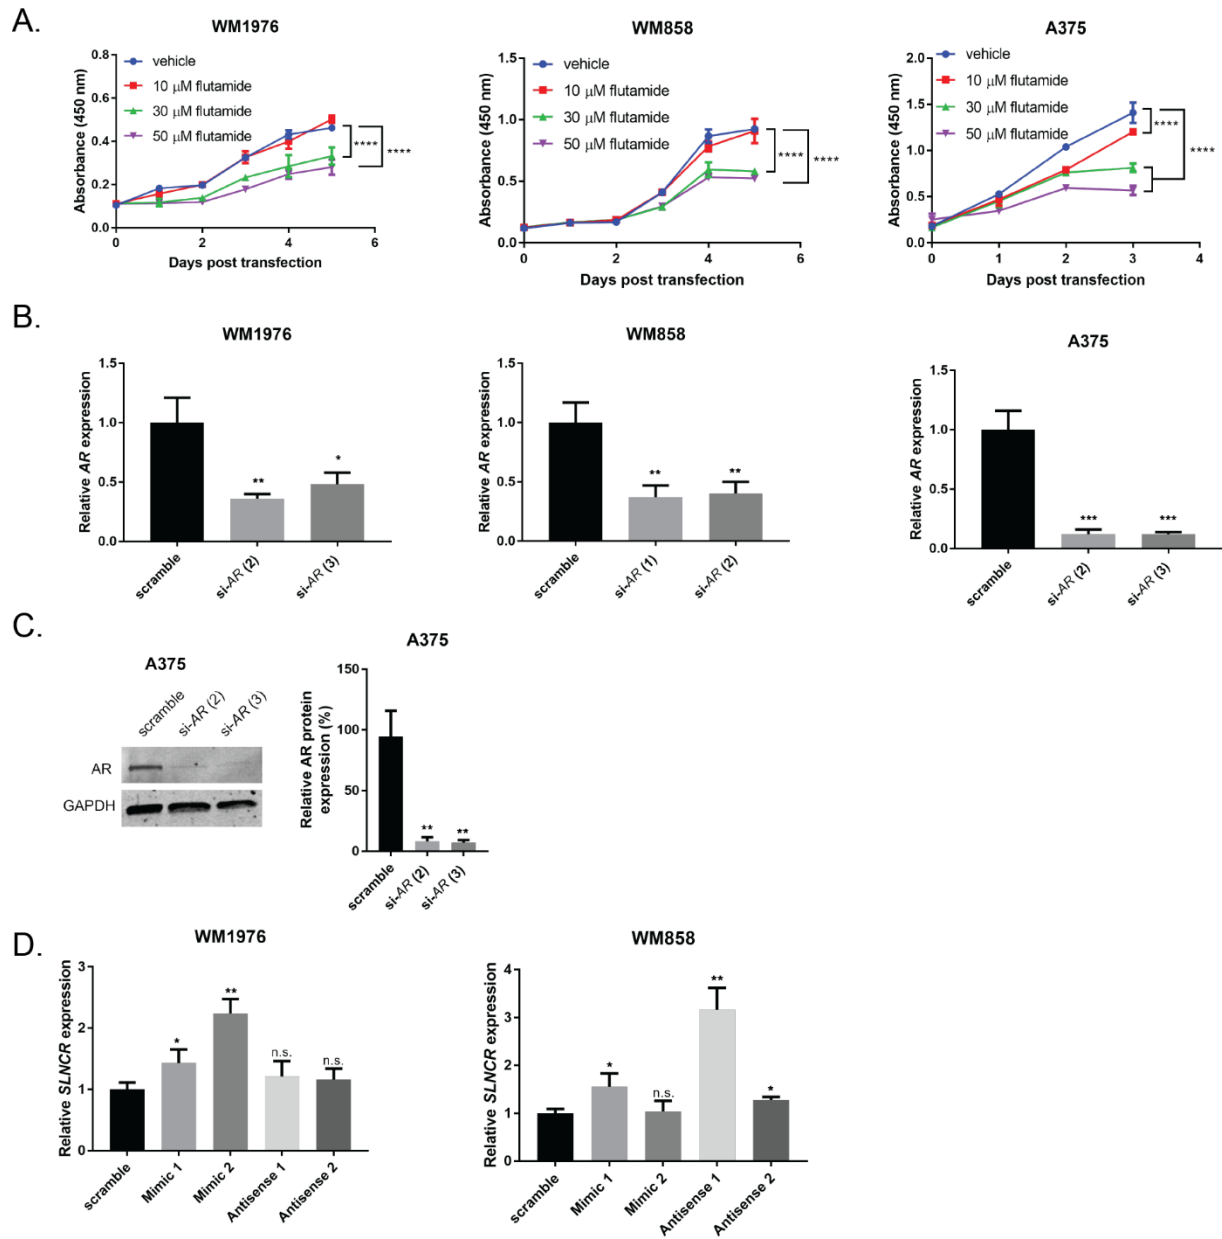 A.
WM1976
Absorbance (450 nm)
0.8
0.6
0.4
0.2
0.0
vehicle
10 μM flutamide
30 μM flutamide
50 μM flutamide
****
****
0 2 4 6
Days post transfection
WM858
Absorbance (450 nm)
1.5
1.0
0.5
0.0
vehicle
10 μM flutamide
30 μM flutamide
50 μM flutamide
****
****
0 2 4 6
Days post transfection
A375
Absorbance (450 nm)
2.0
1.5
1.0
0.5
0.0
vehicle
10 μM flutamide
30 μM flutamide
50 μM flutamide
****
****
0 1 2 3 4
Days post transfection
B.
WM1976
Relative AR expression
1.5
1.0
0.5
0.0
**
*
scramble
si-AR (2)
si-AR (3)
WM858
Relative AR expression
1.5
1.0
0.5
0.0
**
**
scramble
si-AR (1)
si-AR (2)
A375
Relative AR expression
1.5
1.0
0.5
0.0
***
***
scramble
si-AR (2)
si-AR (3)
C.
A375
scramble
si-AR (2)
si-AR (3)
AR
GAPDH
A375
Relative AR protein
expression (%)
150
100
50
0
**
**
scramble
si-AR (2)
si-AR (3)
D.
WM1976
Relative SLNCR expression
3
2
1
0
*
**
n.s.
n.s.
scramble
Mimic 1
Mimic 2
Antisense 1
Antisense 2
WM858
Relative SLNCR expression
4
3
2
1
0
*
n.s.
**
*
scramble
Mimic 1
Mimic 2
Antisense 1
Antisense 2